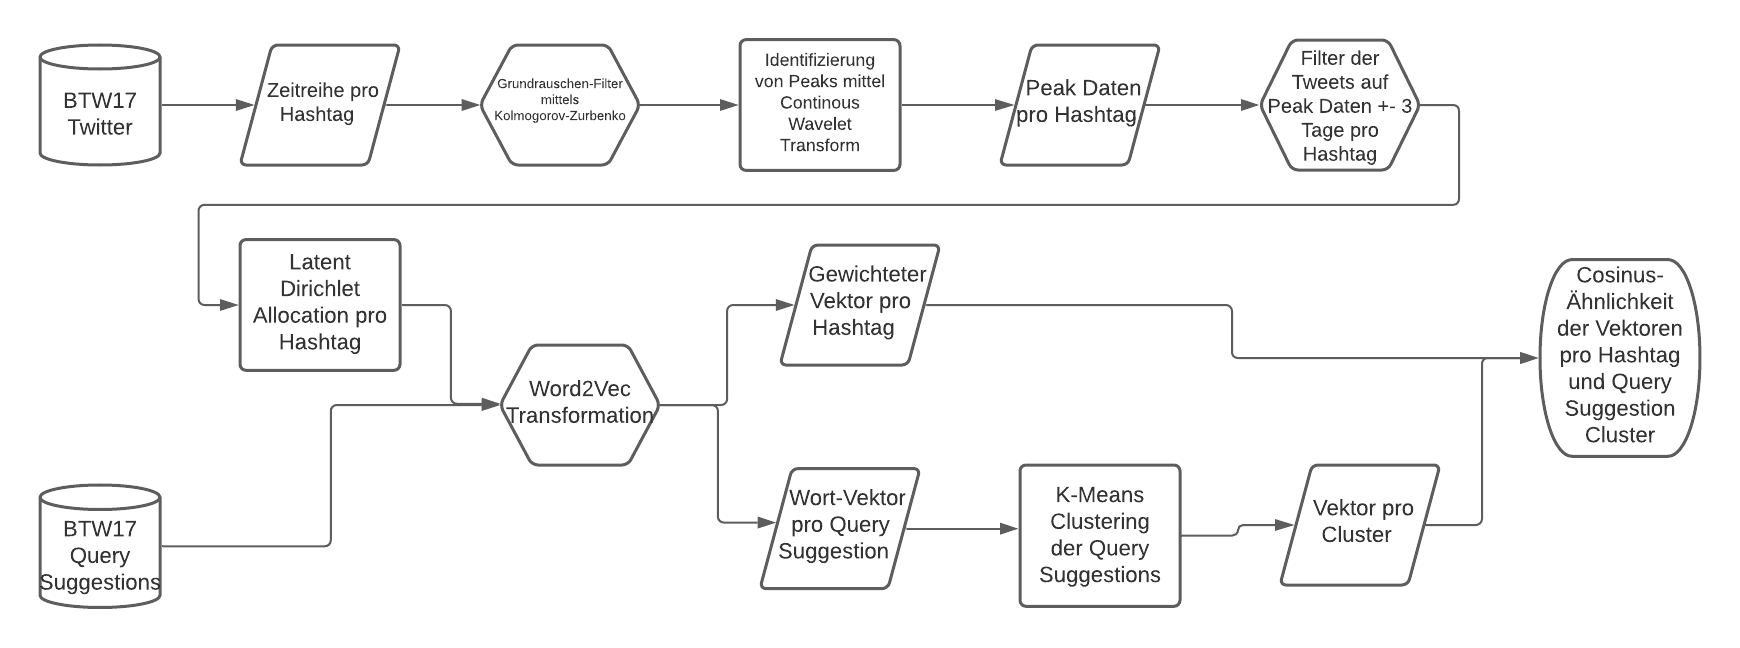 BTW17
Twitter
Zeitreihe pro
Hashtag
Grundrauschen-Filter
mittels
Kolmogorov-Zurbenko
Identifizierung
von Peaks mittel
Continous
Wavelet
Transform
Peak Daten
pro Hashtag
Filter der
Tweets auf
Peak Daten +- 3
Tage pro
Hashtag
Latent
Dirichlet
Allocation pro
Hashtag
Word2Vec
Transformation
Gewichteter
Vektor pro
Hashtag
Cosinus-
Ähnlichkeit
der Vektoren
pro Hashtag
und Query
Suggestion
Cluster
BTW17
Query
Suggestions
Wort-Vektor
pro Query
Suggestion
K-Means
Clustering
der Query
Suggestions
Vektor pro
Cluster